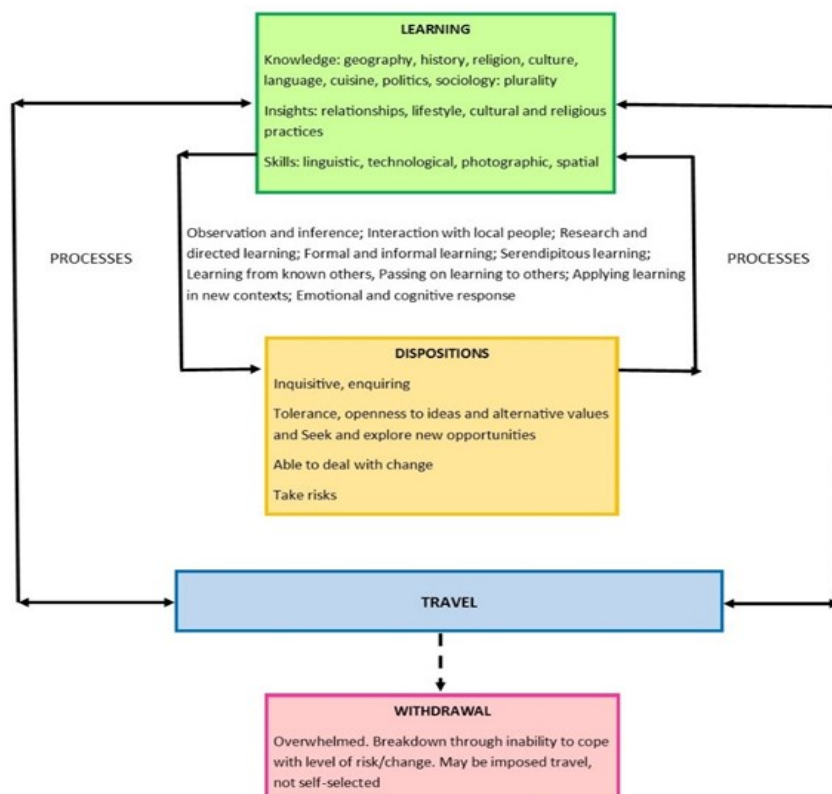 LEARNING
Knowledge: geography, history, religion, culture,
language, cuisine, politics, sociology: plurality
Insights: relationships, lifestyle, cultural and religious
practices
Skills: linguistic, technological, photographic, spatial
PROCESSES
Observation and inference; Interaction with local people; Research and
directed learning; Formal and informal learning; Serendipitous learning;
Learning from known others, Passing on learning to others; Applying learning
in new contexts; Emotional and cognitive response
PROCESSES
DISPOSITIONS
Inquisitive, enquiring
Tolerance, openness to ideas and alternative values
and Seek and explore new opportunities
Able to deal with change
Take risks
TRAVEL
WITHDRAWAL
Overwhelmed. Breakdown through inability to cope
with level of risk/change. May be imposed travel,
not self-selected